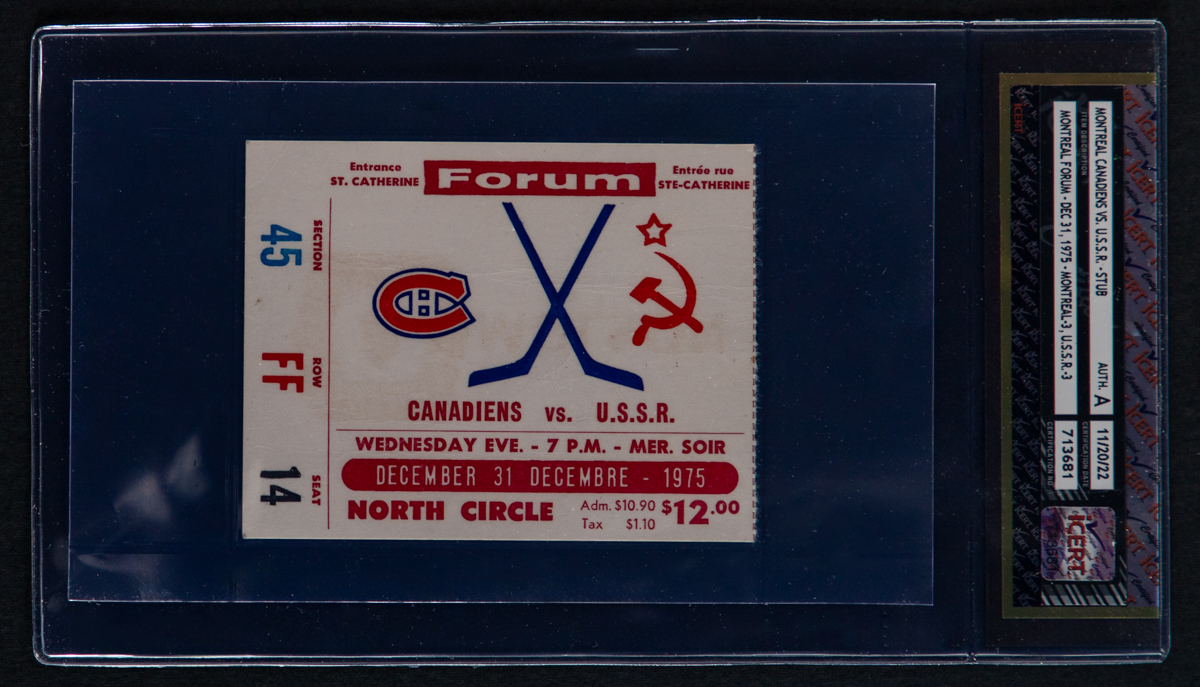 Entrance
ST. CATHERINE
Forum
Entrée rue
STE-CATHERINE
SECTION
45
ROW
FF
SEAT
14
CANADIENS vs. U.S.S.R.
WEDNESDAY EVE. - 7 P.M. - MER. SOIR
DECEMBER 31 DECEMBRE - 1975
NORTH CIRCLE
Adm. $10.90
Tax $1.10
$12.00
MONTREAL CANADIENS VS. U.S.S.R. - STUB AUTH. A
ITEM DESCRIPTION
MONTREAL FORUM - DEC 31, 1975 - MONTREAL-3, U.S.S.R.-3
11/20/22
CERTIFICATION DATE
713681
CERTIFICATION NO
ICERT
ICERT